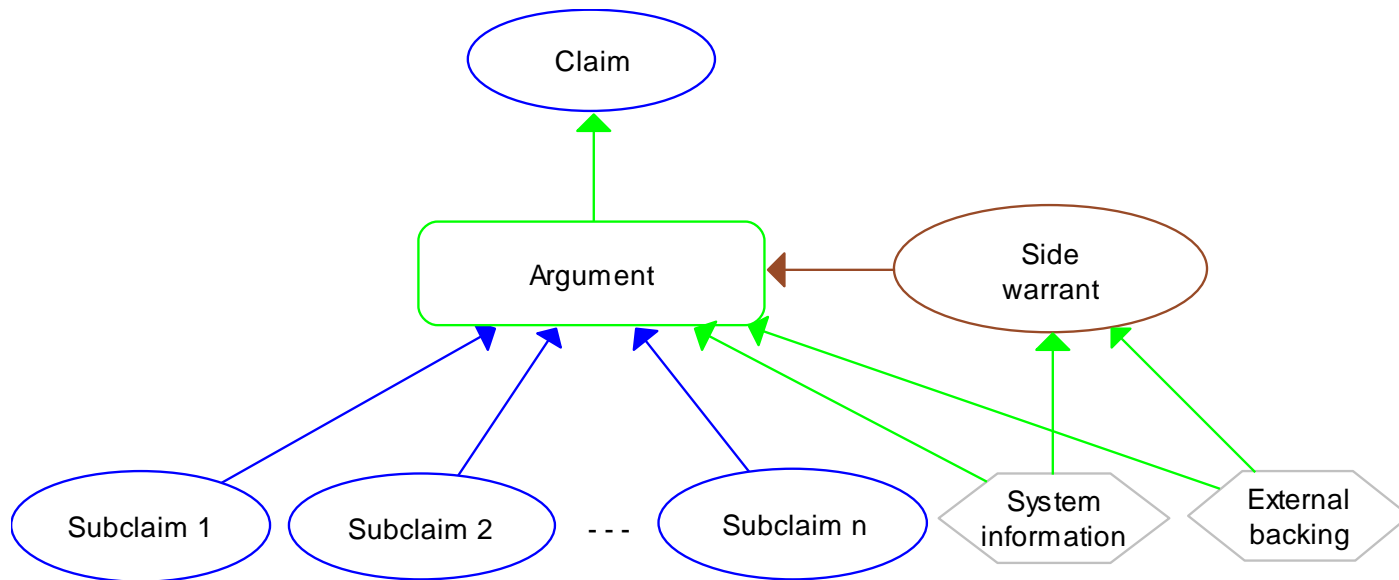 Claim
Argument
Side
warrant
Subclaim 1
Subclaim 2
- - -
Subclaim n
System
information
External
backing